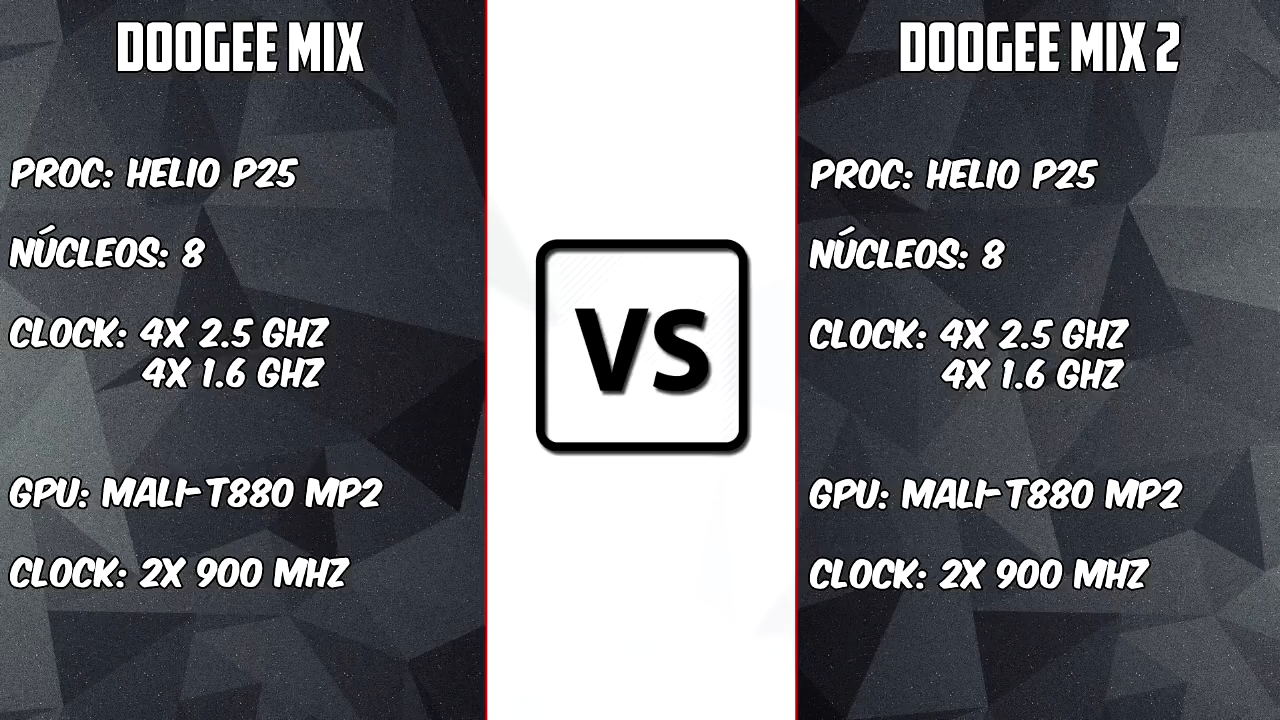 DOOGEE MIX
PROC: HELIO P25
NÚCLEOS: 8
CLOCK: 4X 2.5 GHZ
4X 1.6 GHZ
GPU: MALI-T880 MP2
CLOCK: 2X 900 MHZ
VS
DOOGEE MIX 2
PROC: HELIO P25
NÚCLEOS: 8
CLOCK: 4X 2.5 GHZ
4X 1.6 GHZ
GPU: MALI-T880 MP2
CLOCK: 2X 900 MHZ